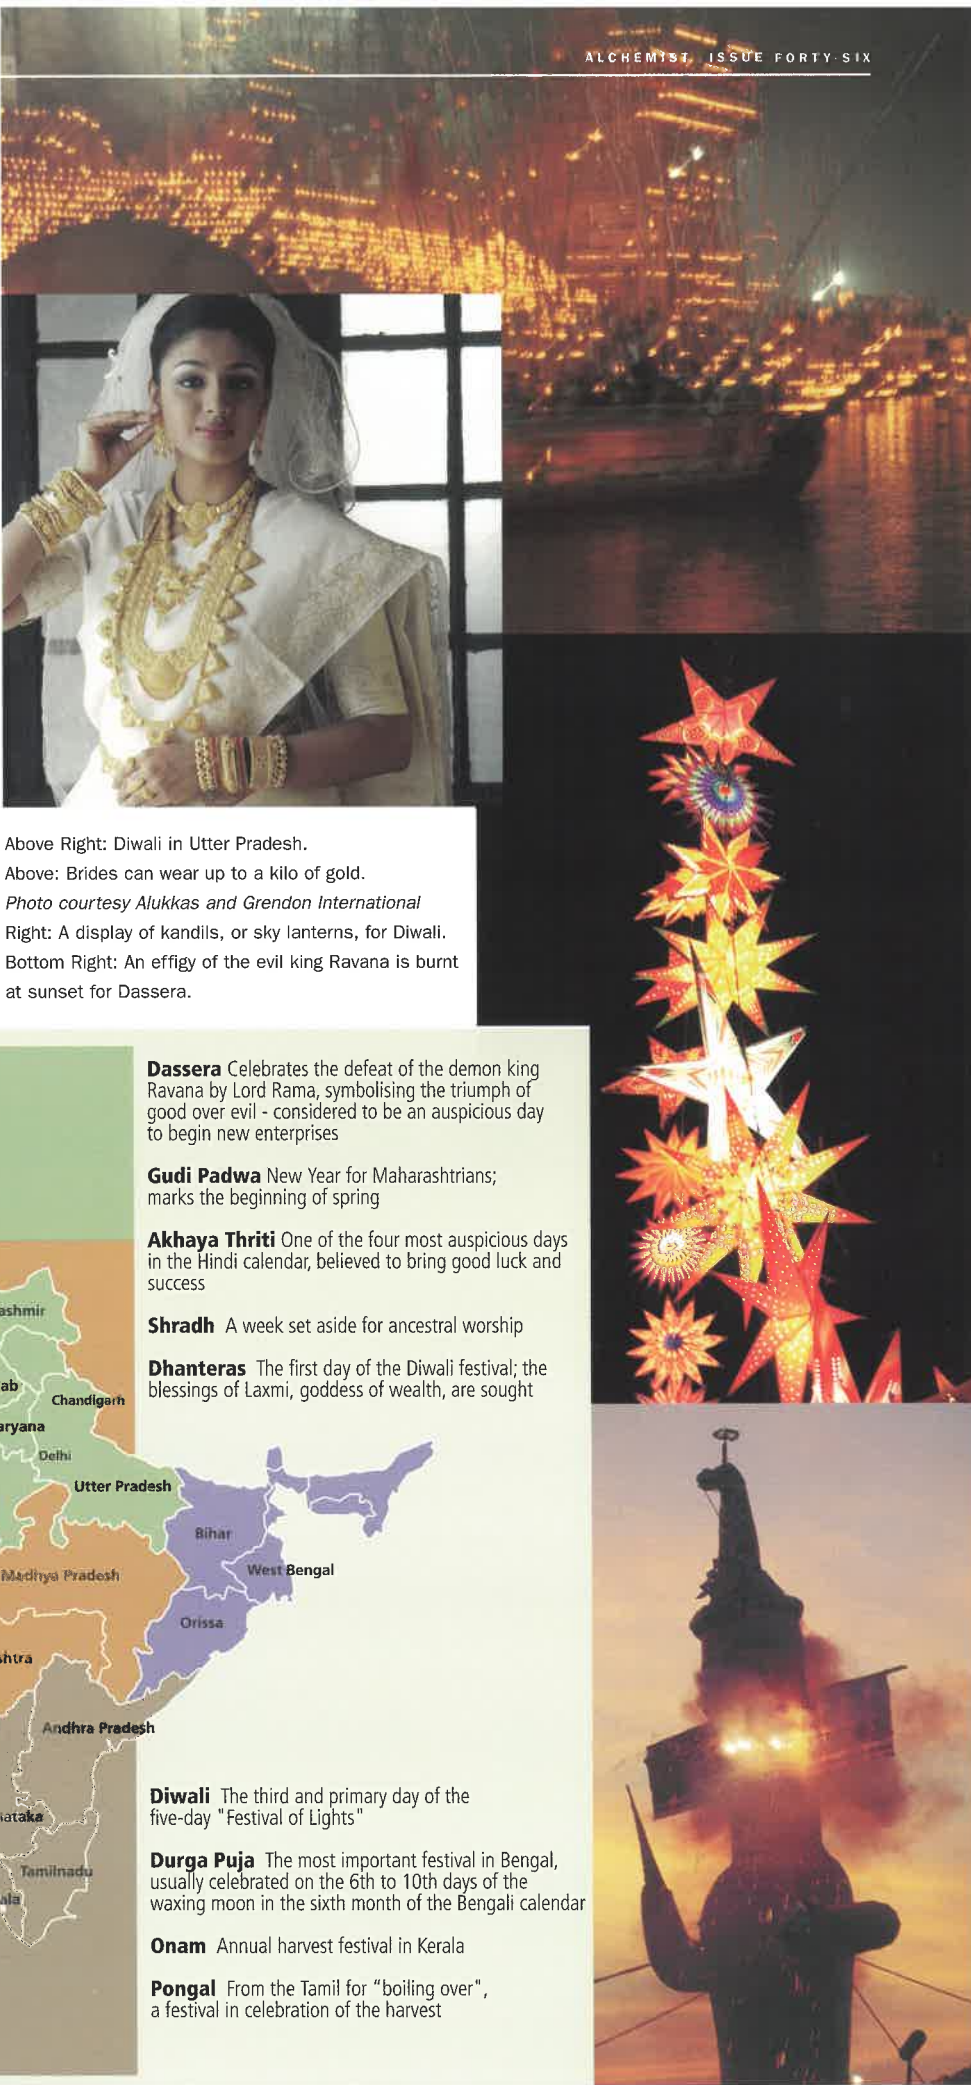 ALCHEMIST ISSUE FORTY-SIX
Above Right: Diwali in Utter Pradesh.
Above: Brides can wear up to a kilo of gold.
Photo courtesy Alukkas and Grendon International
Right: A display of kandils, or sky lanterns, for Diwali.
Bottom Right: An effigy of the evil king Ravana is burnt
at sunset for Dassera.
Dassera Celebrates the defeat of the demon king
Ravana by Lord Rama, symbolising the triumph of
good over evil - considered to be an auspicious day
to begin new enterprises
Gudi Padwa New Year for Maharashtrians;
marks the beginning of spring
Akhaya Thriti One of the four most auspicious days
in the Hindi calendar, believed to bring good luck and
success
Shradh A week set aside for ancestral worship
Dhanteras The first day of the Diwali festival; the
blessings of Laxmi, goddess of wealth, are sought
ashmir
ab
Chandigarh
aryana
Delhi
Utter Pradesh
Bihar
Madhya Pradesh
West Bengal
Orissa
shtra
Andhra Pradesh
nataka
Tamilnadu
ala
Diwali The third and primary day of the
five-day "Festival of Lights"
Durga Puja The most important festival in Bengal,
usually celebrated on the 6th to 10th days of the
waxing moon in the sixth month of the Bengali calendar
Onam Annual harvest festival in Kerala
Pongal From the Tamil for "boiling over",
a festival in celebration of the harvest